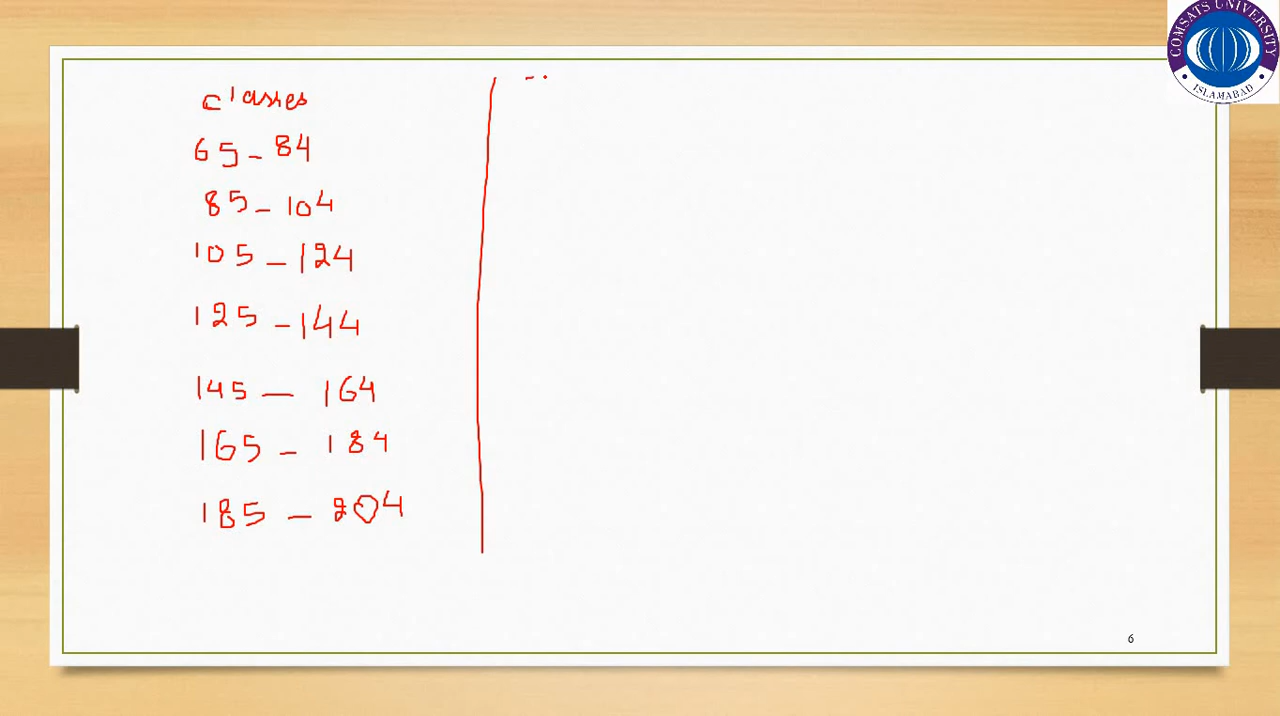 COMSATS UNIVERSITY
ISLAMABAD
classes
65 - 84
85 - 104
105 - 124
125 - 144
145 - 164
165 - 184
185 - 204
6